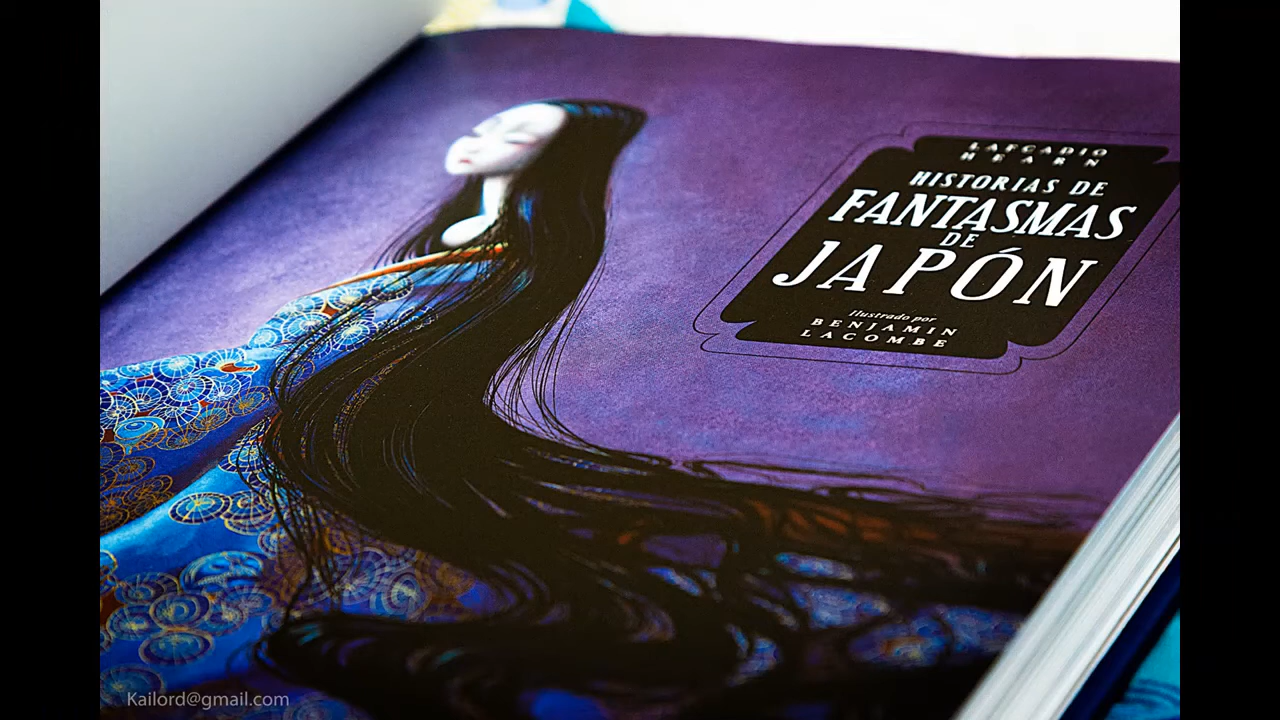 LAFCADIO
HEARN
HISTORIAS DE
FANTASMAS
DE
JAPÓN
Ilustrado por
BENJAMIN
LACOMBE
Kailord@gmail.com